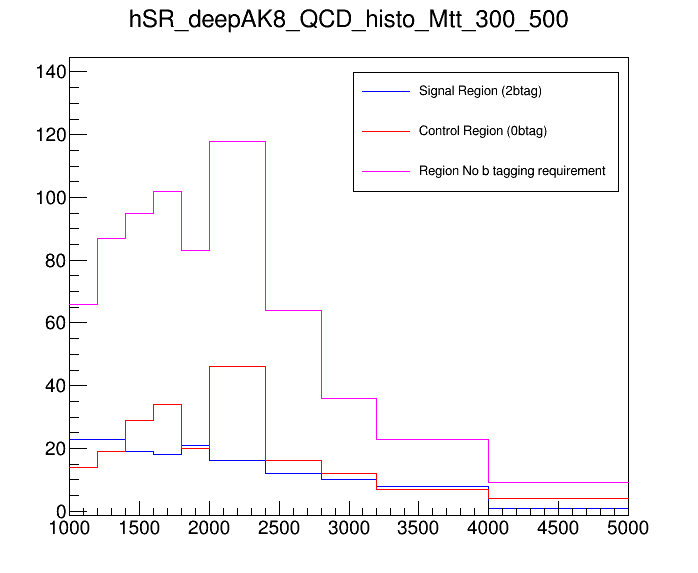 hSR_deepAK8_QCD_histo_Mtt_300_500
140
Signal Region (2btag)
120
Control Region (0btag)
Region No b tagging requirement
100
80
60
40
20
0
1000 1500 2000 2500 3000 3500 4000 4500 5000